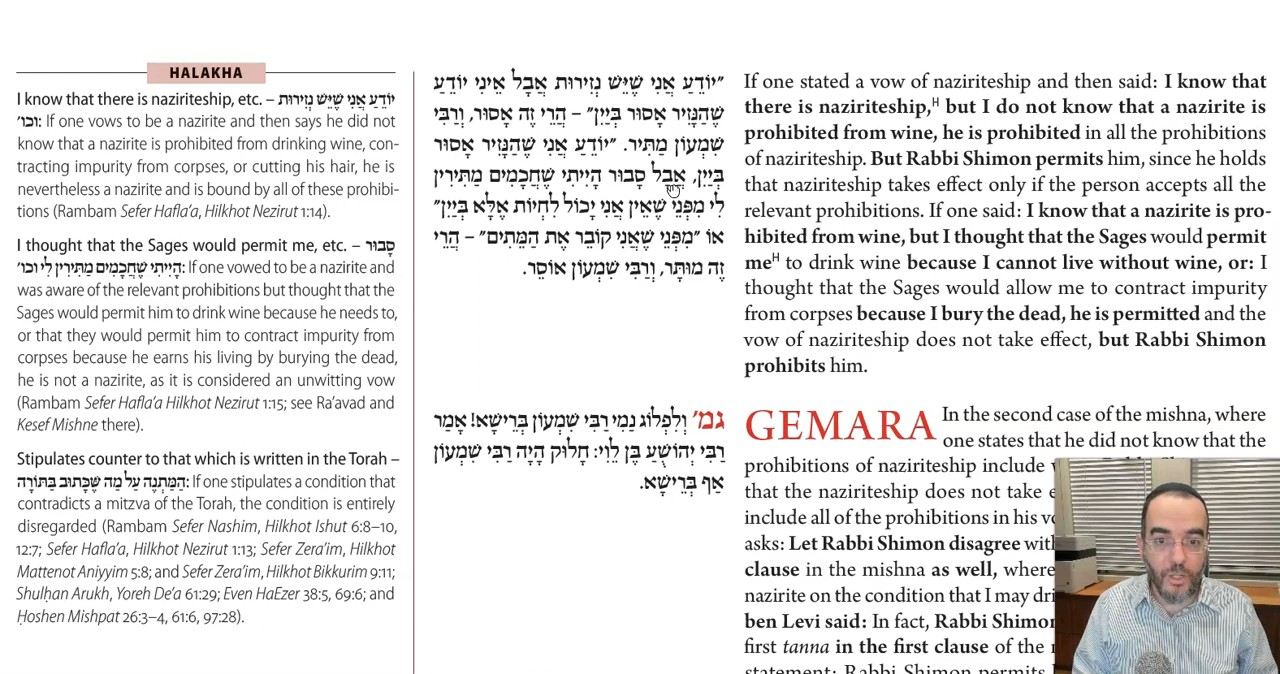 HALAKHA
I know that there is naziriteship, etc. – יוֹדֵעַ אֲנִי שֶׁיֵּשׁ נְזִירוּת
וכו׳: If one vows to be a nazirite and then says he did not
know that a nazirite is prohibited from drinking wine, con-
tracting impurity from corpses, or cutting his hair, he is
nevertheless a nazirite and is bound by all of these prohibi-
tions (Rambam Sefer Hafla’a, Hilkhot Nezirut 1:14).
I thought that the Sages would permit me, etc. – סָבוּר
הָיִיתִי שֶׁחֲכָמִים מַתִּירִין לִי וכו׳: If one vowed to be a nazirite and
was aware of the relevant prohibitions but thought that the
Sages would permit him to drink wine because he needs to,
or that they would permit him to contract impurity from
corpses because he earns his living by burying the dead,
he is not a nazirite, as it is considered an unwitting vow
(Rambam Sefer Hafla’a Hilkhot Nezirut 1:15; see Ra’avad and
Kesef Mishne there).
Stipulates counter to that which is written in the Torah –
הַמַּתְנֶה עַל מַה שֶּׁכָּתוּב בַּתּוֹרָה: If one stipulates a condition that
contradicts a mitzva of the Torah, the condition is entirely
disregarded (Rambam Sefer Nashim, Hilkhot Ishut 6:8–10,
12:7; Sefer Hafla’a, Hilkhot Nezirut 1:13; Sefer Zera’im, Hilkhot
Mattenot Aniyyim 5:8; and Sefer Zera’im, Hilkhot Bikkurim 9:11;
Shulḥan Arukh, Yoreh De’a 61:29; Even HaEzer 38:5, 69:6; and
Ḥoshen Mishpat 26:3–4, 61:6, 97:28).
״יוֹדֵעַ אֲנִי שֶׁיֵּשׁ נְזִירוּת אֲבָל אֵינִי יוֹדֵעַ
שֶׁהַנָּזִיר אָסוּר בְּיַיִן״ – הֲרֵי זֶה אָסוּר, וְרַבִּי
שִׁמְעוֹן מַתִּיר. ״יוֹדֵעַ אֲנִי שֶׁהַנָּזִיר אָסוּר
בְּיַיִן, אֲבָל סָבוּר הָיִיתִי שֶׁחֲכָמִים מַתִּירִין
לִי מִפְּנֵי שֶׁאֵין אֲנִי יָכוֹל לִחְיוֹת אֶלָּא בְּיַיִן״
אוֹ ״מִפְּנֵי שֶׁאֲנִי קוֹבֵר אֶת הַמֵּתִים״ – הֲרֵי
זֶה מוּתָּר, וְרַבִּי שִׁמְעוֹן אוֹסֵר.
גמ׳ וְלִפְלוֹג נַמִי רַבִּי שִׁמְעוֹן בְּרֵישָׁא! אָמַר
רַבִּי יְהוֹשֻׁעַ בֶּן לֵוִי: חָלוּק הָיָה רַבִּי שִׁמְעוֹן
אַף בְּרֵישָׁא.
If one stated a vow of naziriteship and then said: I know that
there is naziriteship,ᴴ but I do not know that a nazirite is
prohibited from wine, he is prohibited in all the prohibitions
of naziriteship. But Rabbi Shimon permits him, since he holds
that naziriteship takes effect only if the person accepts all the
relevant prohibitions. If one said: I know that a nazirite is pro-
hibited from wine, but I thought that the Sages would permit
meᴴ to drink wine because I cannot live without wine, or: I
thought that the Sages would allow me to contract impurity
from corpses because I bury the dead, he is permitted and the
vow of naziriteship does not take effect, but Rabbi Shimon
prohibits him.
GEMARA In the second case of the mishna, where
one states that he did not know that the
prohibitions of naziriteship include
that the naziriteship does not take
include all of the prohibitions in his
asks: Let Rabbi Shimon disagree
clause in the mishna as well, where
nazirite on the condition that I may
ben Levi said: In fact, Rabbi Shimon
first tanna in the first clause of the
statement: Rabbi Shimon permits